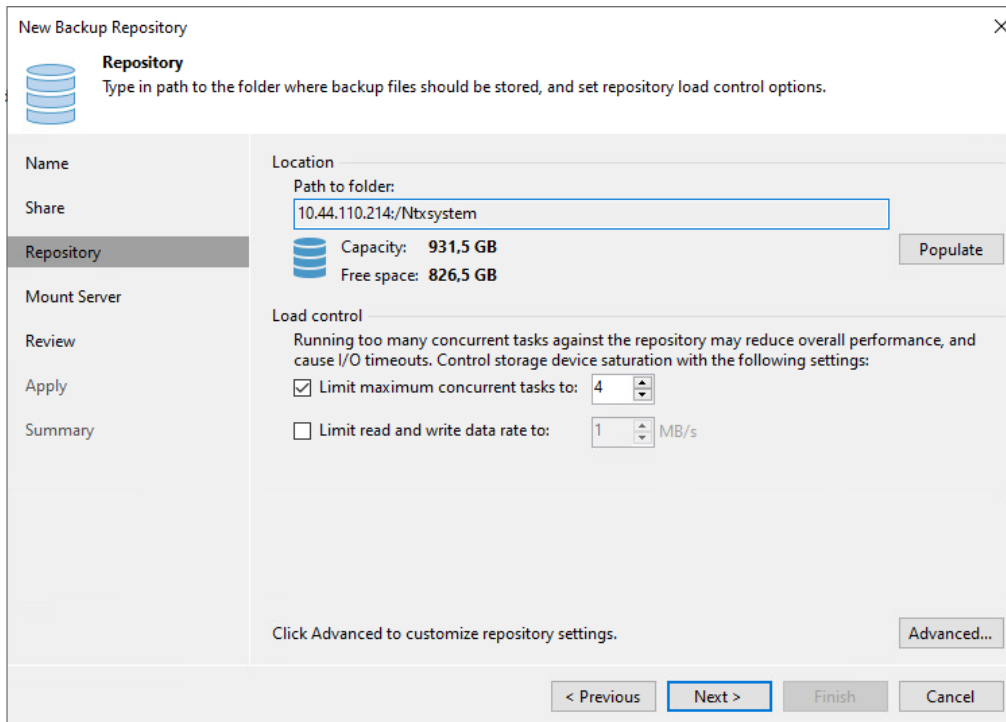 New Backup Repository
Repository
Type in path to the folder where backup files should be stored, and set repository load control options.
Name
Share
Repository
Mount Server
Review
Apply
Summary
Location
Path to folder:
10.44.110.214:/Ntxsystem
Capacity: 931,5 GB
Free space: 826,5 GB
Populate
Load control
Running too many concurrent tasks against the repository may reduce overall performance, and
cause I/O timeouts. Control storage device saturation with the following settings:
Limit maximum concurrent tasks to: 4
Limit read and write data rate to: 1 MB/s
Click Advanced to customize repository settings.
Advanced...
< Previous
Next >
Finish
Cancel